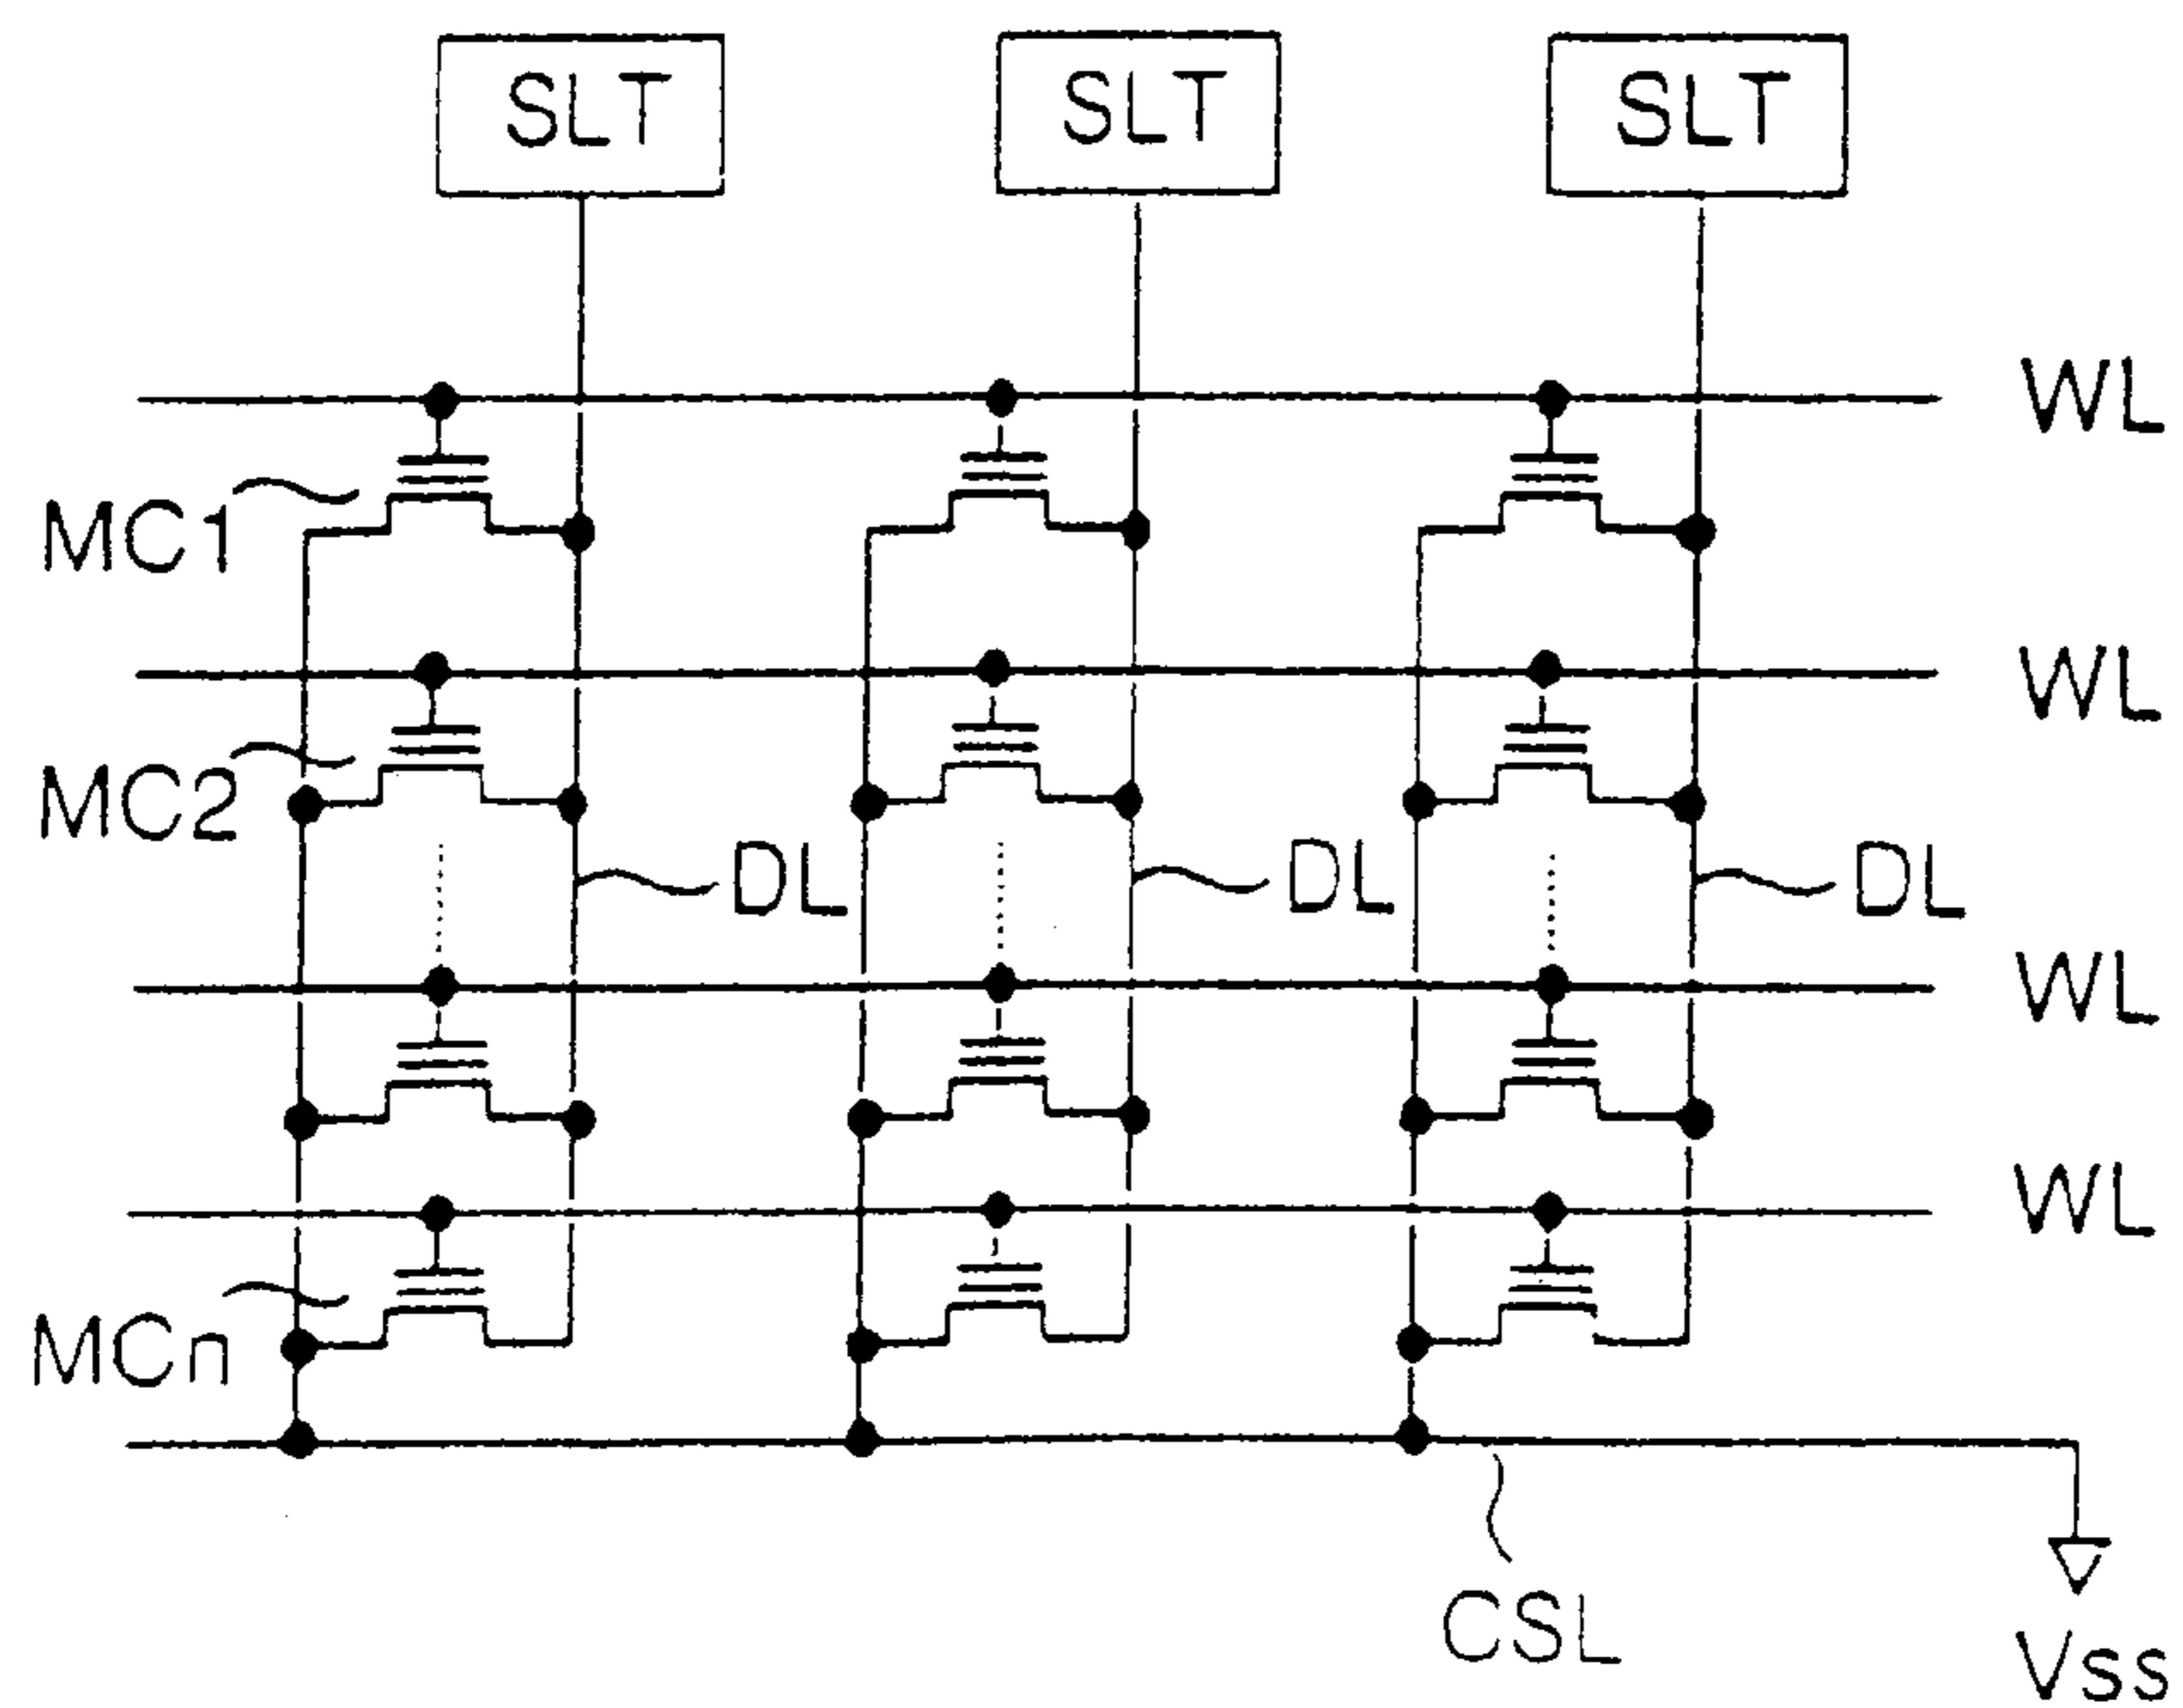 SLT SLT SLT
WL
MC1
WL
MC2
DL DL DL
WL
WL
MCn
CSL
Vss